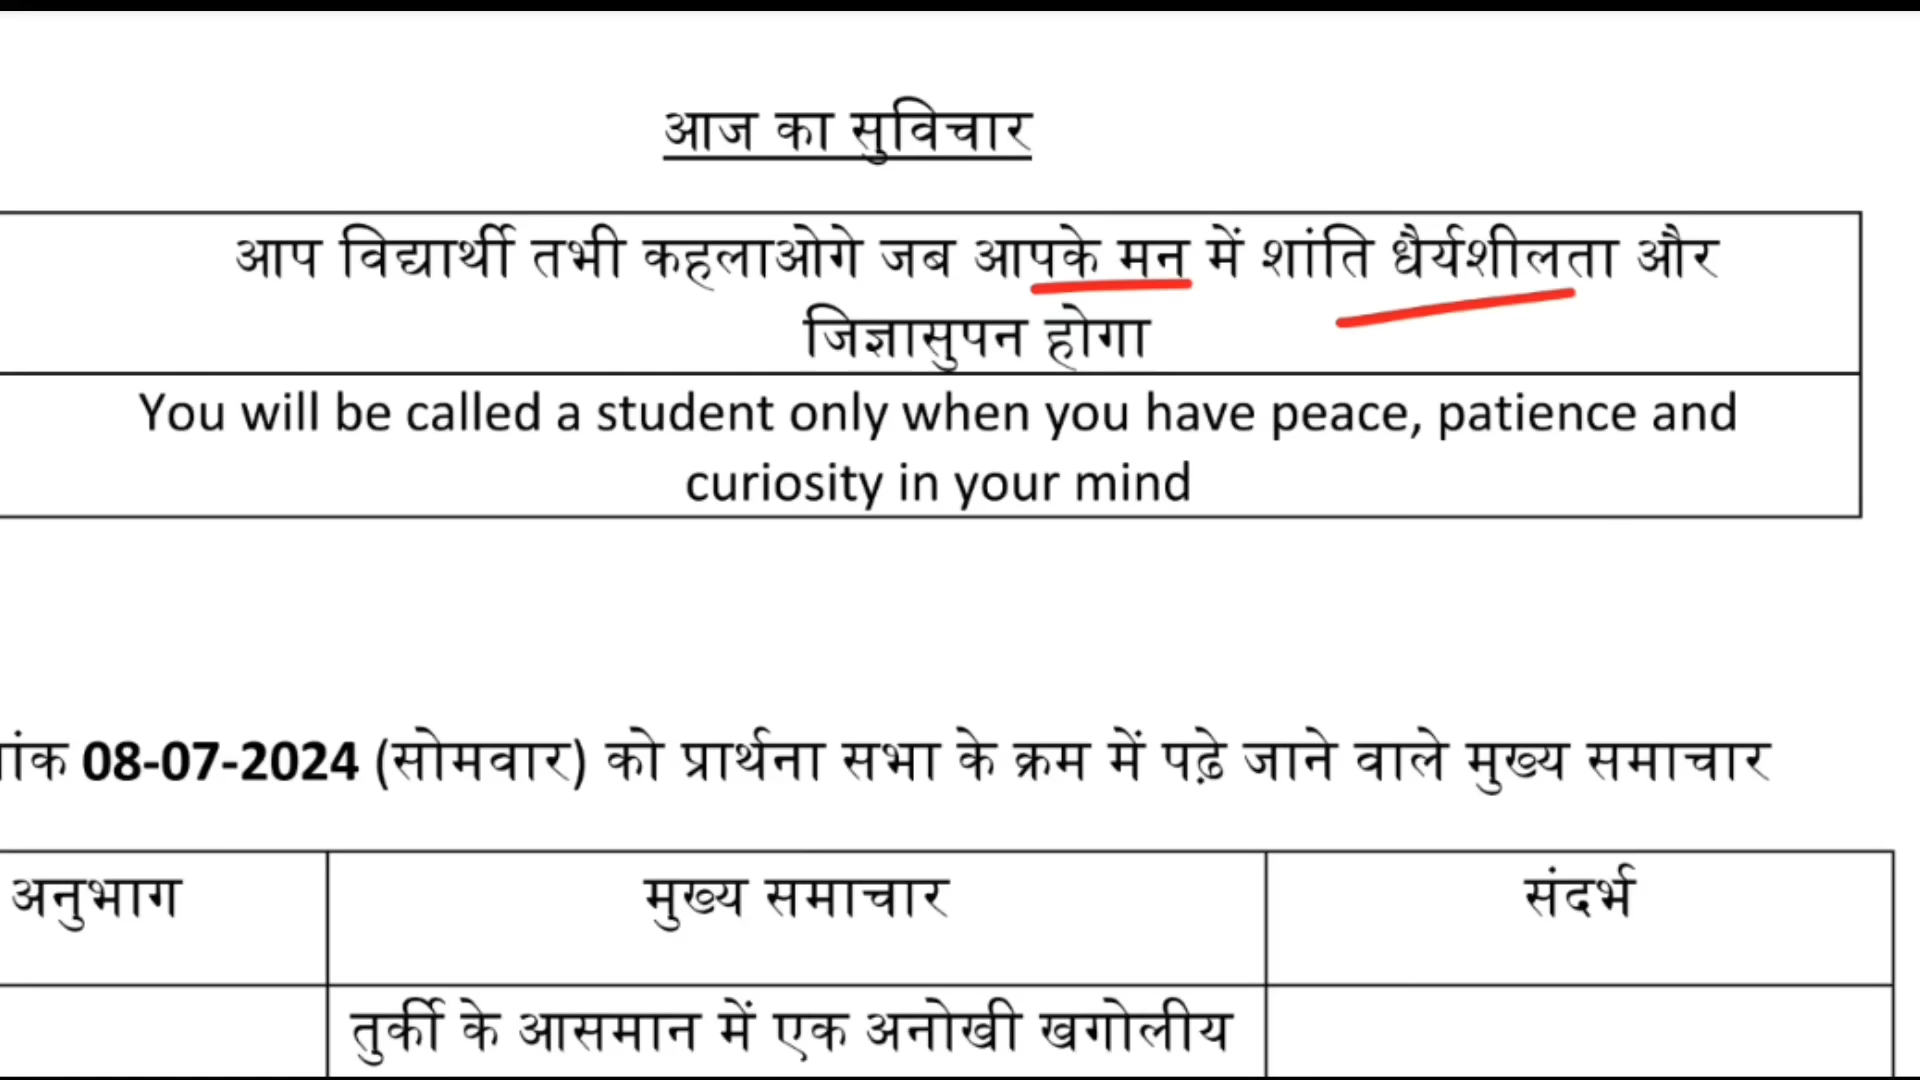 आज का सुविचार
आप विद्यार्थी तभी कहलाओगे जब आपके मन में शांति धैर्यशीलता और
जिज्ञासुपन होगा
You will be called a student only when you have peace, patience and
curiosity in your mind
08-07-2024 (सोमवार) को प्रार्थना सभा के क्रम में पढ़े जाने वाले मुख्य समाचार
अनुभाग मुख्य समाचार संदर्भ
तुर्की के आसमान में एक अनोखी खगोलीय